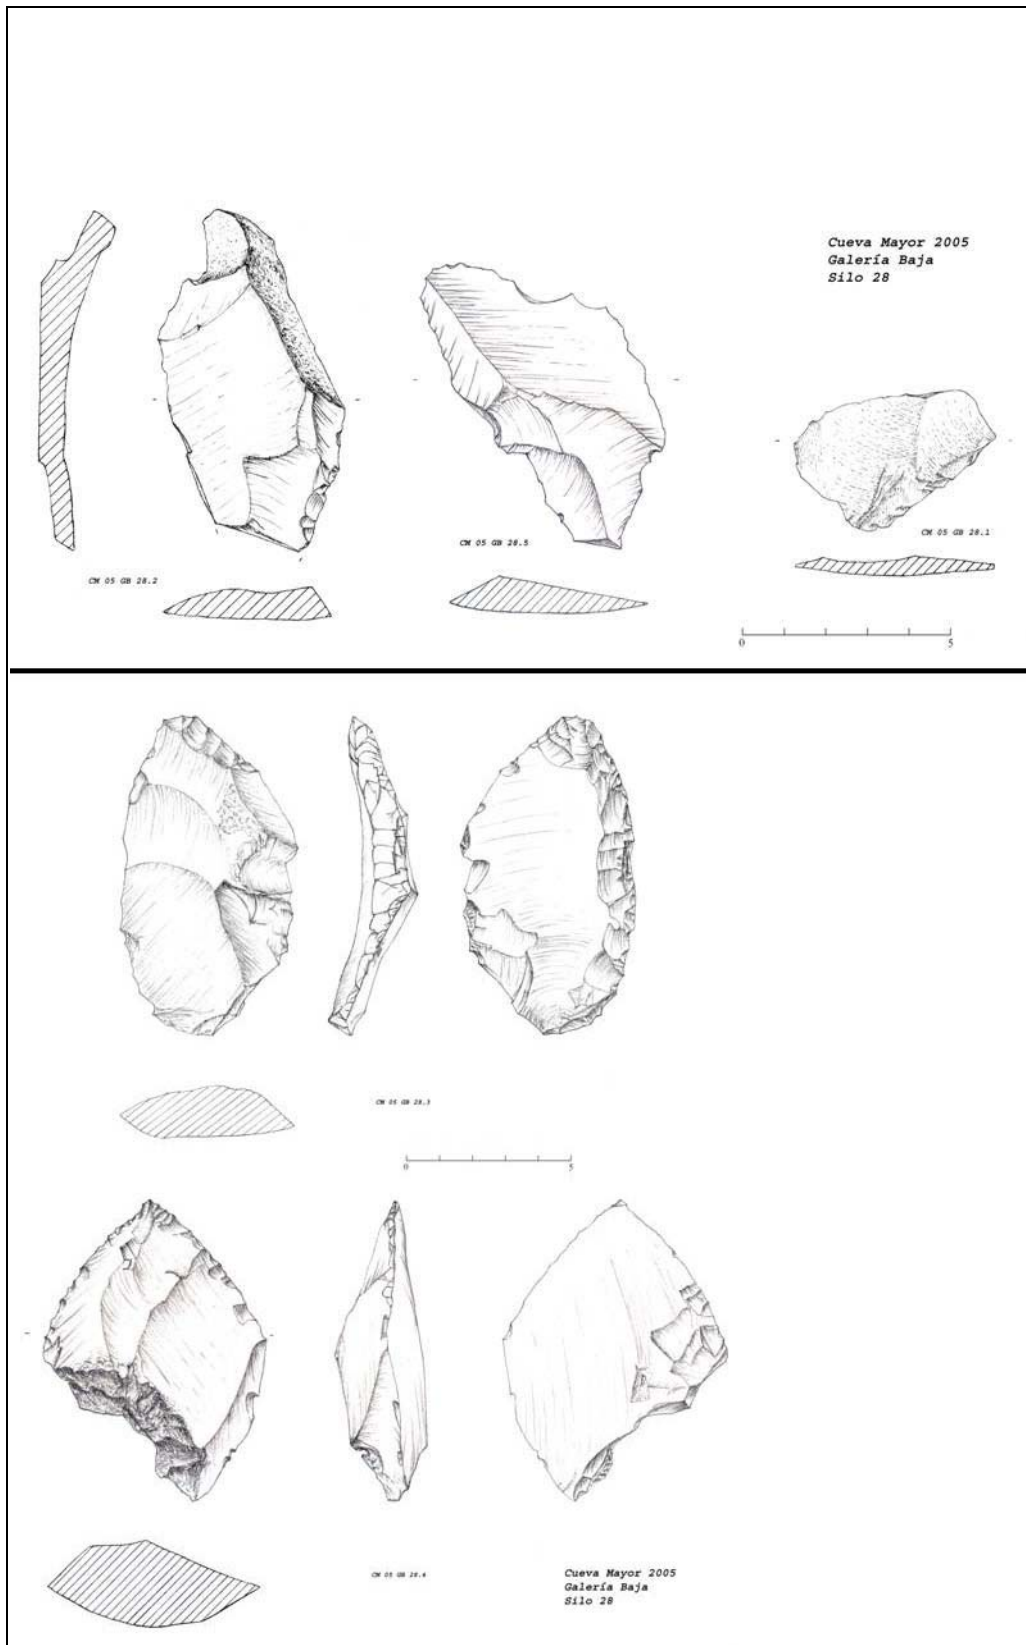 Cueva Mayor 2005
Galería Baja
Silo 28
CM 05 GB 28.5
CM 05 GB 28.1
CM 05 GB 28.2
0 5
CM 05 GB 28.3
0 5
CM 05 GB 28.4
Cueva Mayor 2005
Galería Baja
Silo 28